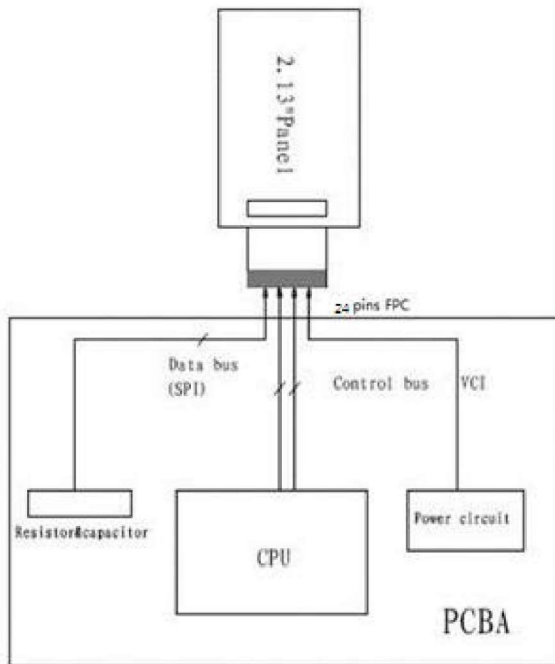 2.13"Panel
24 pins FPC
Data bus
(SPI)
Control bus
VCI
Resistor&capacitor
CPU
Power circuit
PCBA